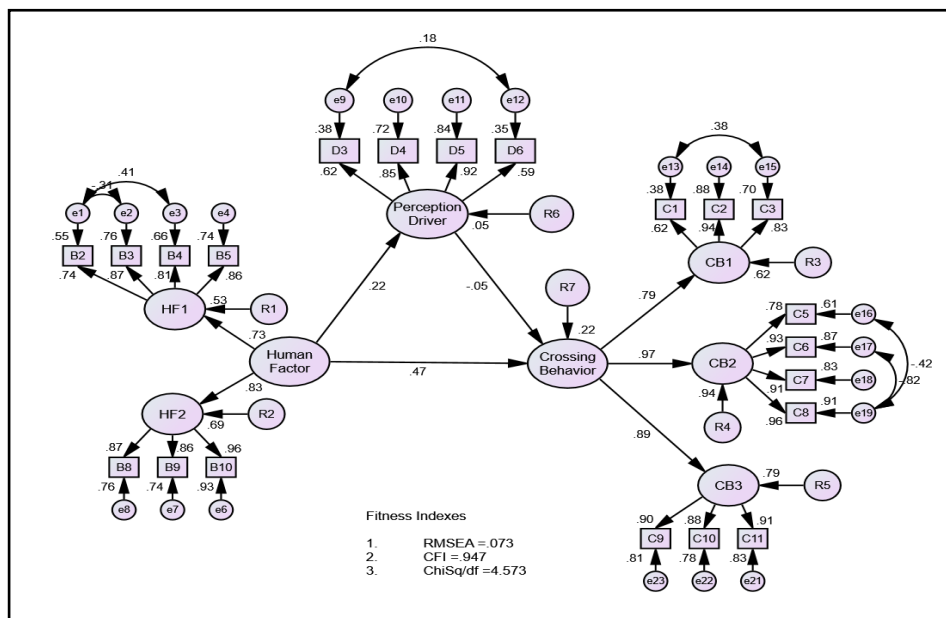 .18
e9 e10 e11 e12
.38 .72 .84 .35
D3 D4 D5 D6
.62 .85 .92 .59
Perception
Driver
.05
R6
.41
-.31
e1 e2 e3 e4
.55 .76 .66 .74
B2 B3 B4 B5
.74 .87 .81 .86
HF1
.53
R1
.73
.22
-.05
Human
Factor
.83
.47
HF2
.69
R2
.87 .86 .96
B8 B9 B10
.76 .74 .93
e8 e7 e6
R7
.22
Crossing
Behavior
.79
.97
.89
.38
e13 e14 e15
.38 .88 .70
C1 C2 C3
.62 .94 .83
CB1
.62
R3
CB2
.94
R4
.78 C5 .61 e16
.93 C6 .87 e17
.91 C7 .83 e18
.96 C8 .91 e19
-.42
-.82
CB3
.79
R5
.90 .88 .91
C9 C10 C11
.81 .78 .83
e23 e22 e21
Fitness Indexes
1. RMSEA =.073
2. CFI =.947
3. ChiSq/df =4.573